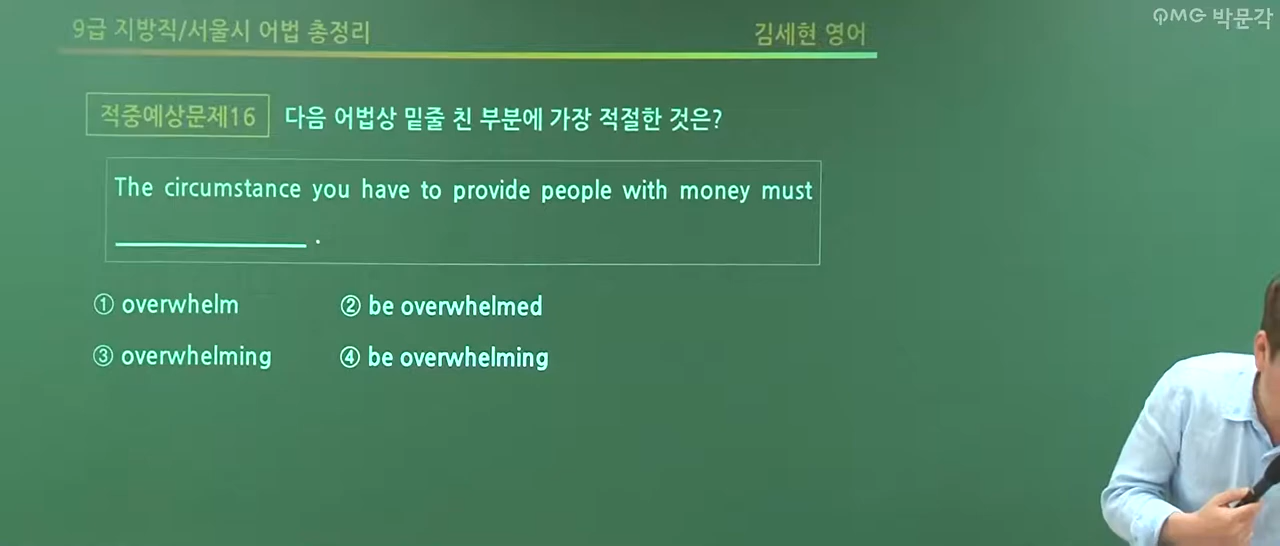 QMG 박문각
9급 지방직/서울시 어법 총정리
김세현 영어
적중예상문제16 다음 어법상 밑줄 친 부분에 가장 적절한 것은?
The circumstance you have to provide people with money must
____________ .
① overwhelm ② be overwhelmed
③ overwhelming ④ be overwhelming